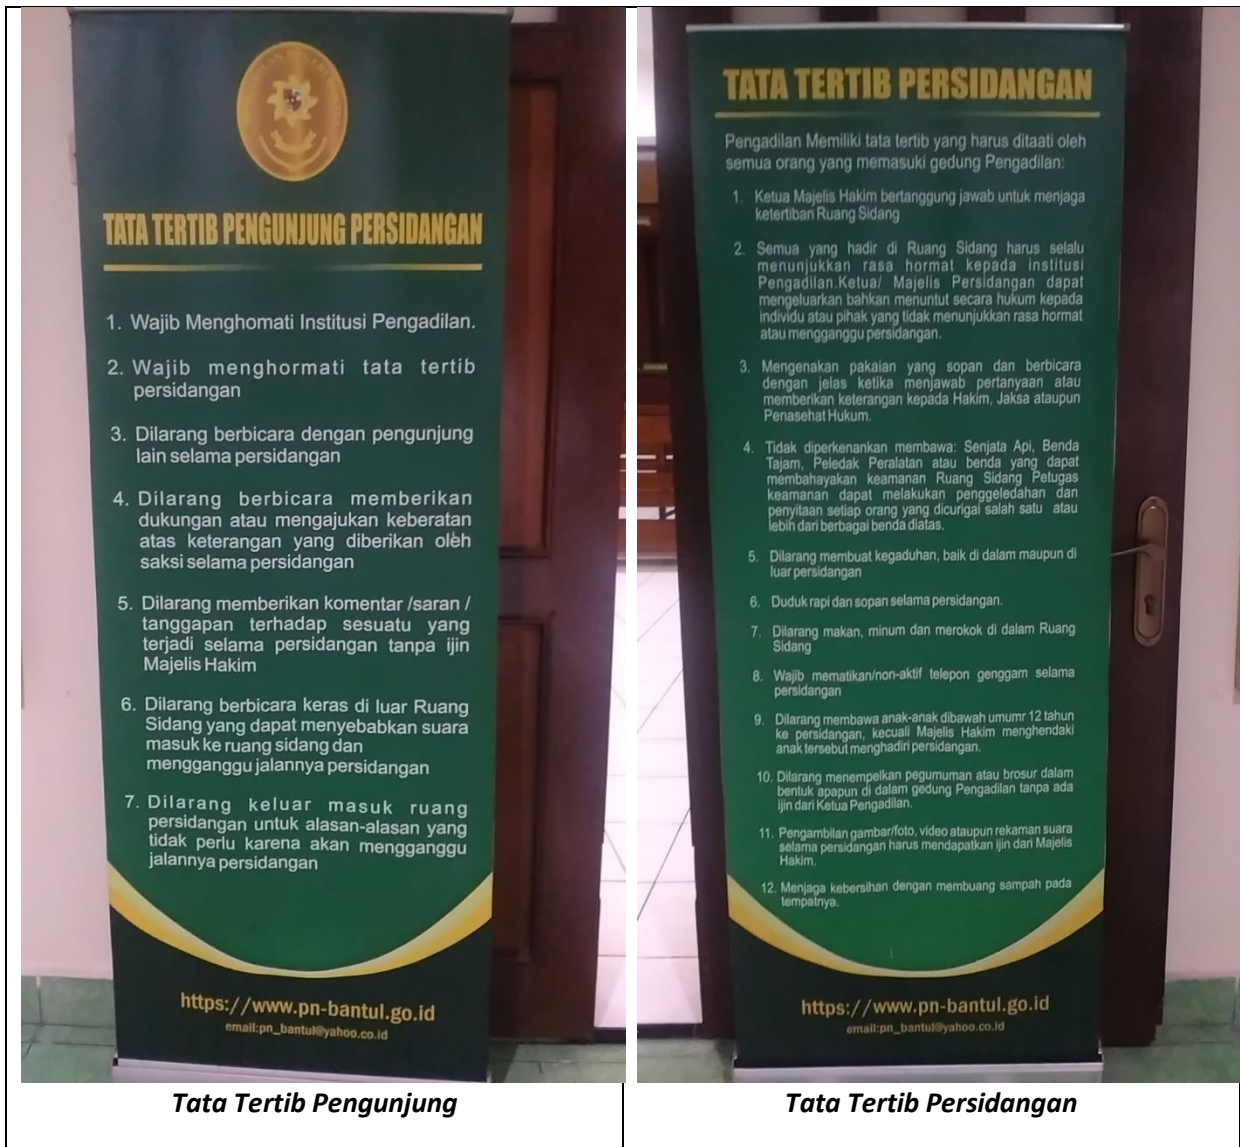 TATA TERTIB PENGUNJUNG PERSIDANGAN
1. Wajib Menghomati Institusi Pengadilan.
2. Wajib menghormati tata tertib
persidangan
3. Dilarang berbicara dengan pengunjung
lain selama persidangan
4. Dilarang berbicara memberikan
dukungan atau mengajukan keberatan
atas keterangan yang diberikan oleh
saksi selama persidangan
5. Dilarang memberikan komentar /saran /
tanggapan terhadap sesuatu yang
terjadi selama persidangan tanpa ijin
Majelis Hakim
6. Dilarang berbicara keras di luar Ruang
Sidang yang dapat menyebabkan suara
masuk ke ruang sidang dan
mengganggu jalannya persidangan
7. Dilarang keluar masuk ruang
persidangan untuk alasan-alasan yang
tidak perlu karena akan mengganggu
jalannya persidangan
https://www.pn-bantul.go.id
email:pn_bantul@yahoo.co.id
Tata Tertib Pengunjung
TATA TERTIB PERSIDANGAN
Pengadilan Memiliki tata tertib yang harus ditaati oleh
semua orang yang memasuki gedung Pengadilan:
1. Ketua Majelis Hakim bertanggung jawab untuk menjaga
ketertiban Ruang Sidang
2. Semua yang hadir di Ruang Sidang harus selalu
menunjukkan rasa hormat kepada institusi
Pengadilan.Ketua/ Majelis Persidangan dapat
mengeluarkan bahkan menuntut secara hukum kepada
individu atau pihak yang tidak menunjukkan rasa hormat
atau mengganggu persidangan.
3. Mengenakan pakaian yang sopan dan berbicara
dengan jelas ketika menjawab pertanyaan atau
memberikan keterangan kepada Hakim, Jaksa ataupun
Penasehat Hukum.
4. Tidak diperkenankan membawa: Senjata Api, Benda
Tajam, Peledak Peralatan atau benda yang dapat
membahayakan keamanan Ruang Sidang Petugas
keamanan dapat melakukan penggeledahan dan
penyitaan setiap orang yang dicurigai salah satu atau
lebih dari berbagai benda diatas.
5. Dilarang membuat kegaduhan, baik di dalam maupun di
luar persidangan
6. Duduk rapi dan sopan selama persidangan.
7. Dilarang makan, minum dan merokok di dalam Ruang
Sidang
8. Wajib mematikan/non-aktif telepon genggam selama
persidangan
9. Dilarang membawa anak-anak dibawah umumr 12 tahun
ke persidangan, kecuali Majelis Hakim menghendaki
anak tersebut menghadiri persidangan.
10. Dilarang menempelkan pegumuman atau brosur dalam
bentuk apapun di dalam gedung Pengadilan tanpa ada
ijin dari Ketua Pengadilan.
11. Pengambilan gambar/foto, video ataupun rekaman suara
selama persidangan harus mendapatkan ijin dari Majelis
Hakim.
12. Menjaga kebersihan dengan membuang sampah pada
tempatnya.
https://www.pn-bantul.go.id
email:pn_bantul@yahoo.co.id
Tata Tertib Persidangan